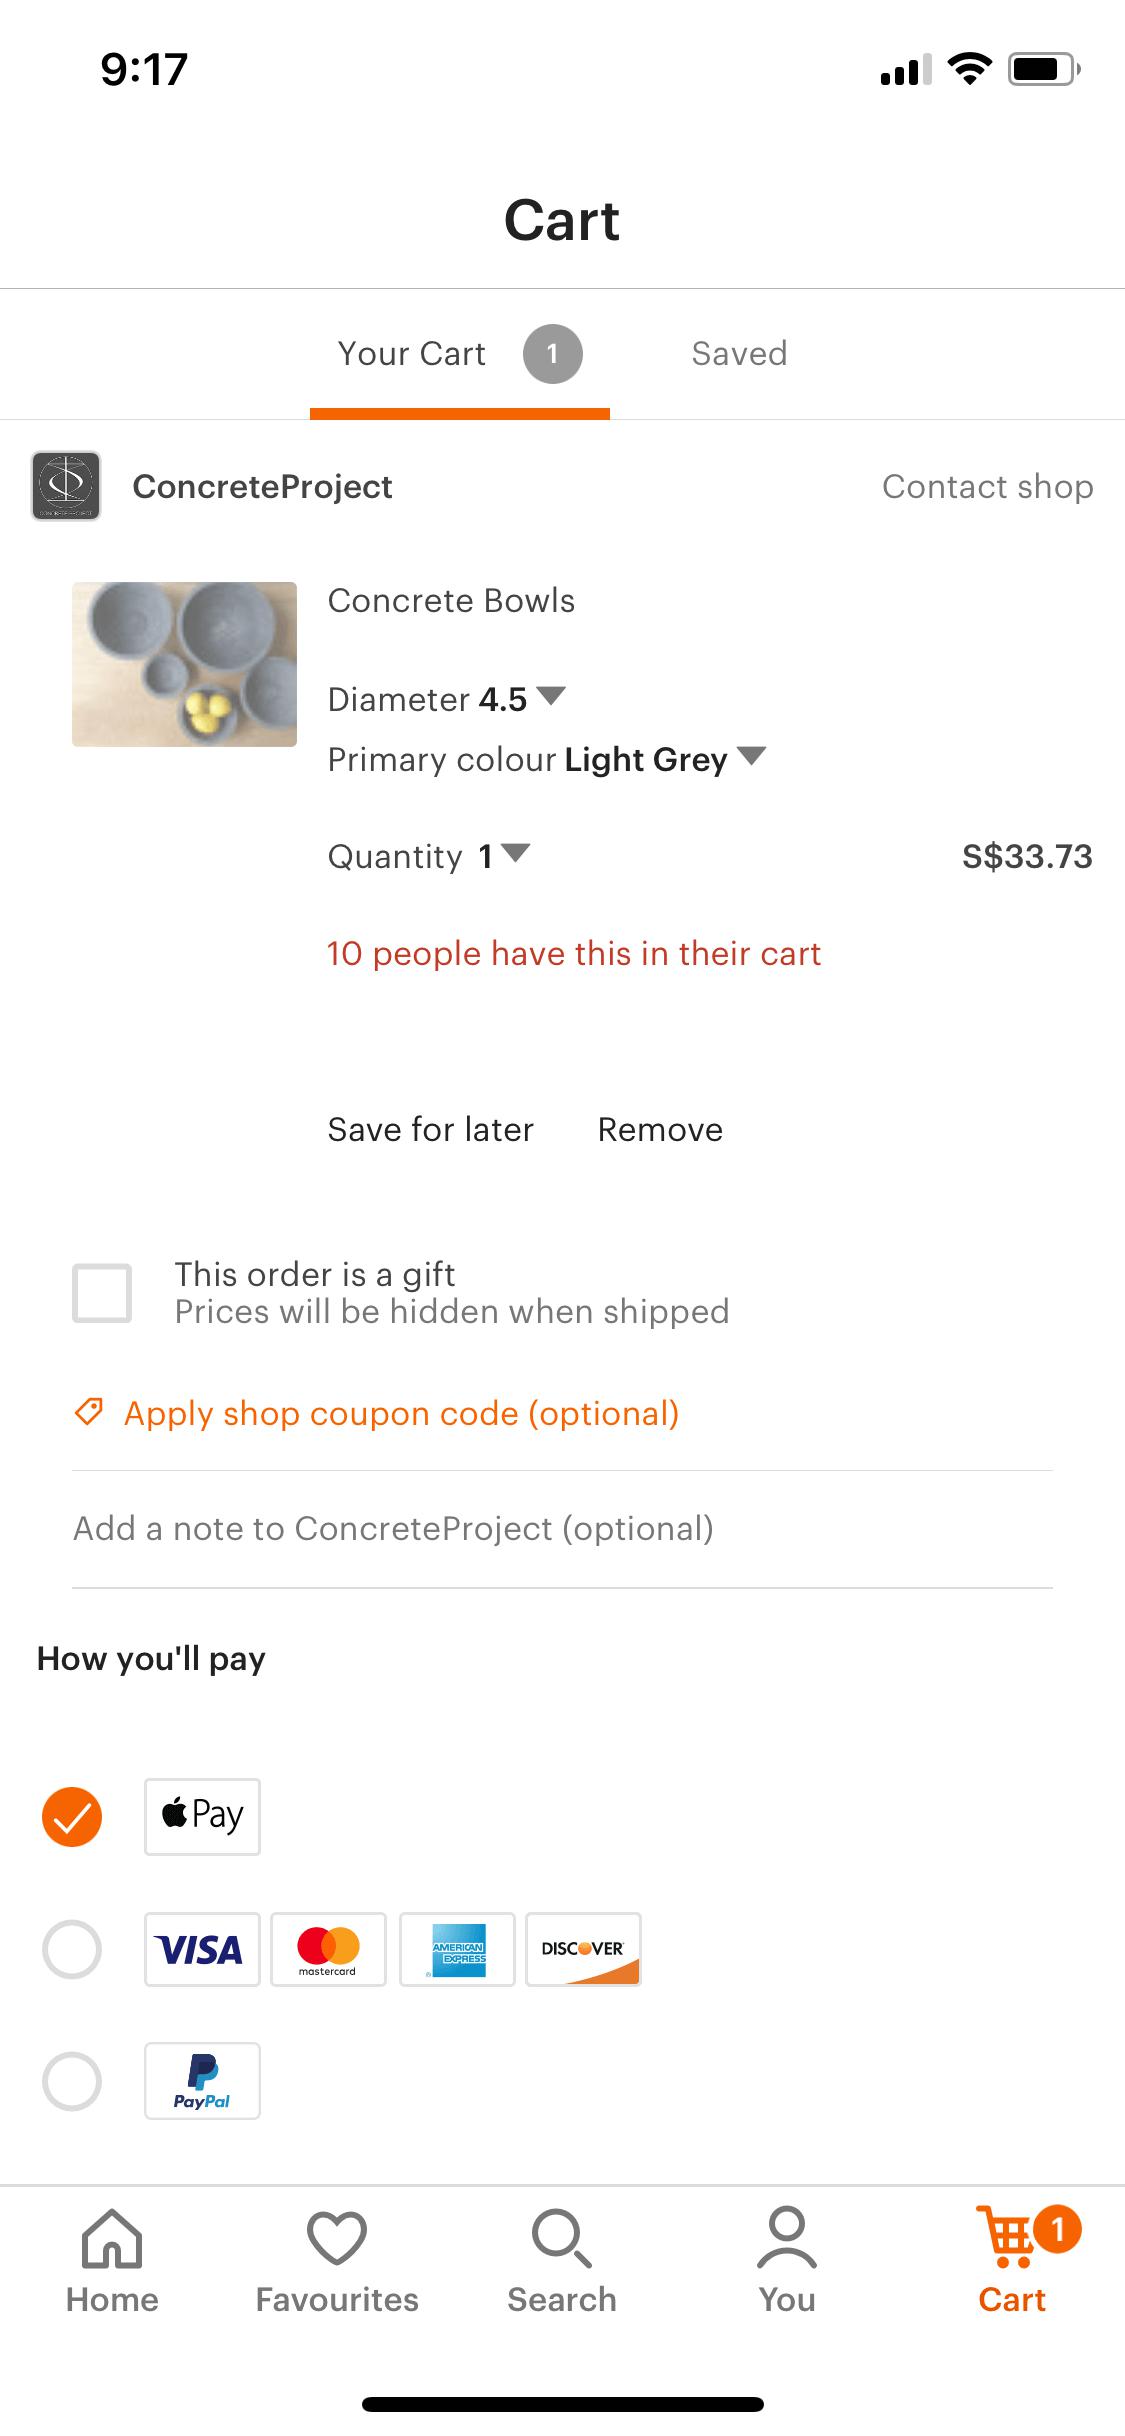 9:17
Cart
Your Cart 1 Saved
ConcreteProject Contact shop
Concrete Bowls
Diameter 4.5
Primary colour Light Grey
Quantity 1 S$33.73
10 people have this in their cart
Save for later Remove
This order is a gift
Prices will be hidden when shipped
Apply shop coupon code (optional)
Add a note to ConcreteProject (optional)
How you'll pay
Pay
VISA mastercard AMERICAN EXPRESS DISCOVER
PayPal
1
Home Favourites Search You Cart